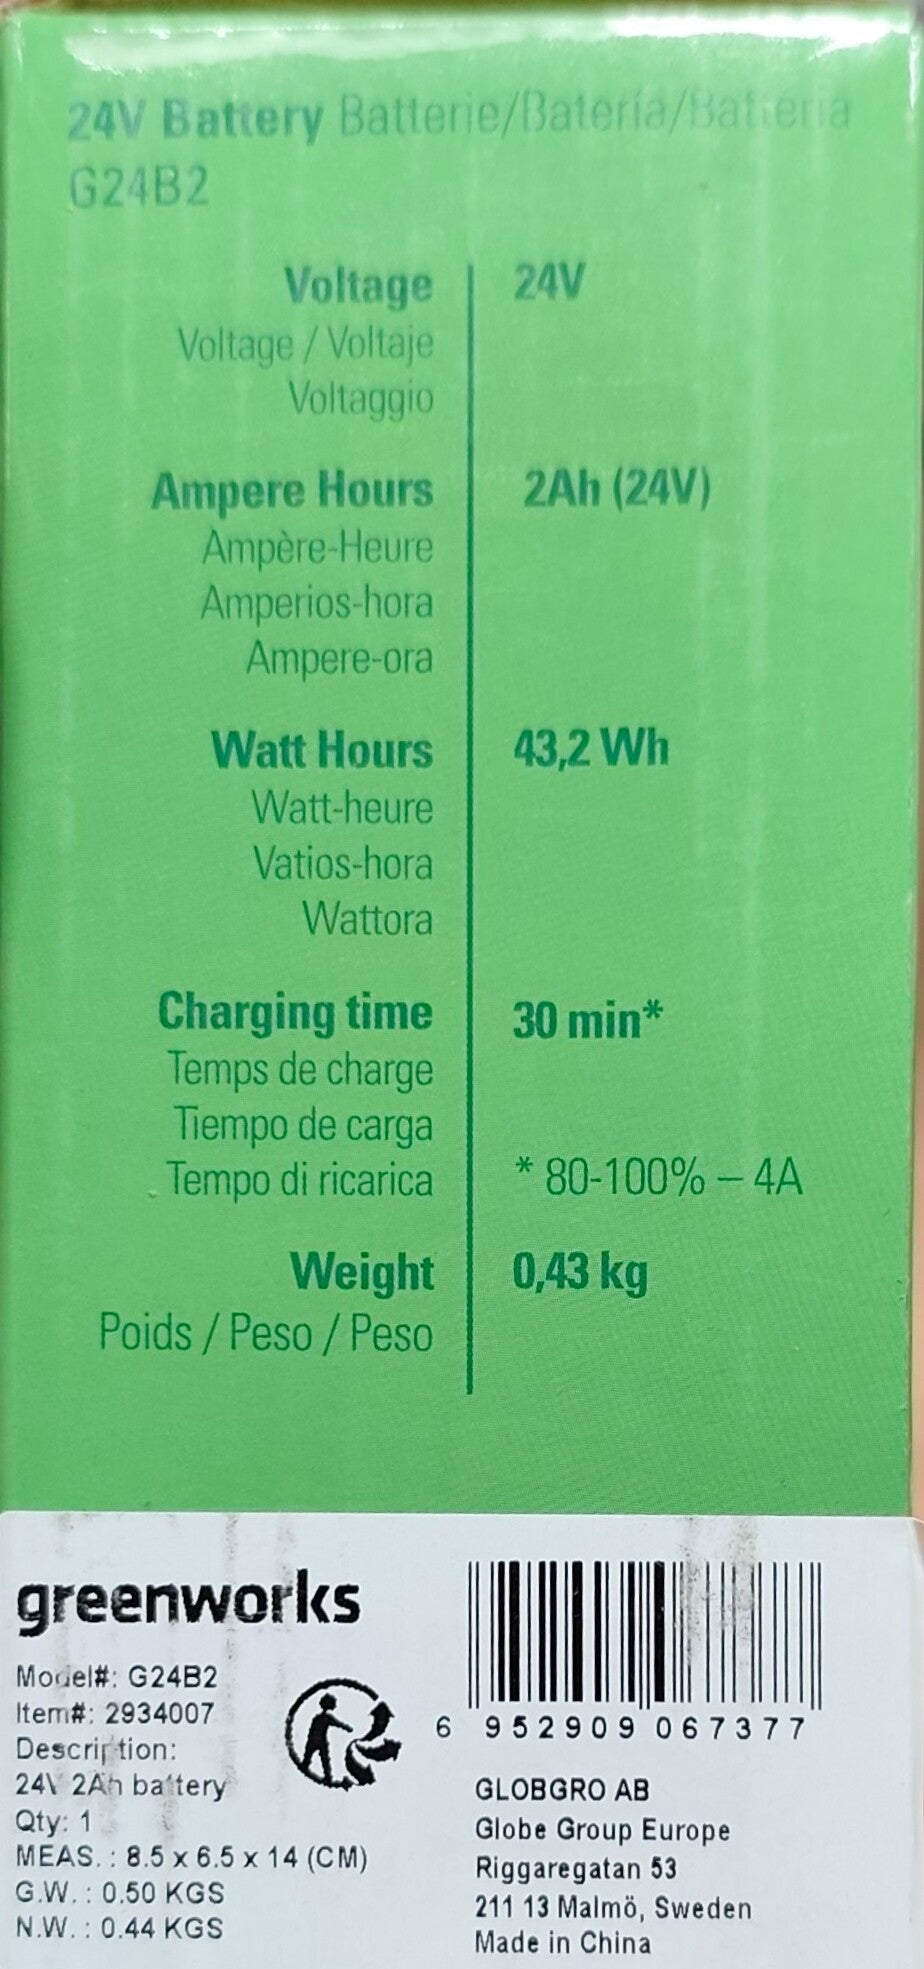 24V Battery Batterie/Batería/Batteria
G24B2
Voltage 24V
Voltage / Voltaje
Voltaggio
Ampere Hours 2Ah (24V)
Ampère-Heure
Amperios-hora
Ampere-ora
Watt Hours 43,2 Wh
Watt-heure
Vatios-hora
Wattora
Charging time 30 min*
Temps de charge
Tiempo de carga
Tempo di ricarica * 80-100% – 4A
Weight 0,43 kg
Poids / Peso / Peso
greenworks
Model#: G24B2
Item#: 2934007
Description:
24V 2Ah battery
Qty: 1
MEAS. : 8.5 x 6.5 x 14 (CM)
G.W. : 0.50 KGS
N.W. : 0.44 KGS
6 952909 067377
GLOBGRO AB
Globe Group Europe
Riggaregatan 53
211 13 Malmö, Sweden
Made in China